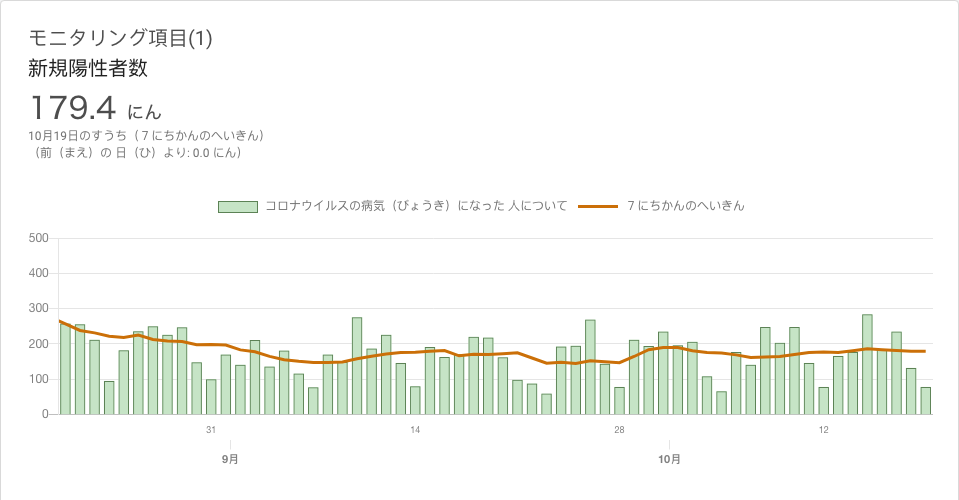 モニタリング項目(1)
新規陽性者数
179.4 にん
10月19日のすうち（７にちかんのへいきん）
（前（まえ）の 日（ひ）より: 0.0 にん）
コロナウイルスの病気（びょうき）になった 人について ７にちかんのへいきん
500
400
300
200
100
0
31 14 28 12
9月 10月